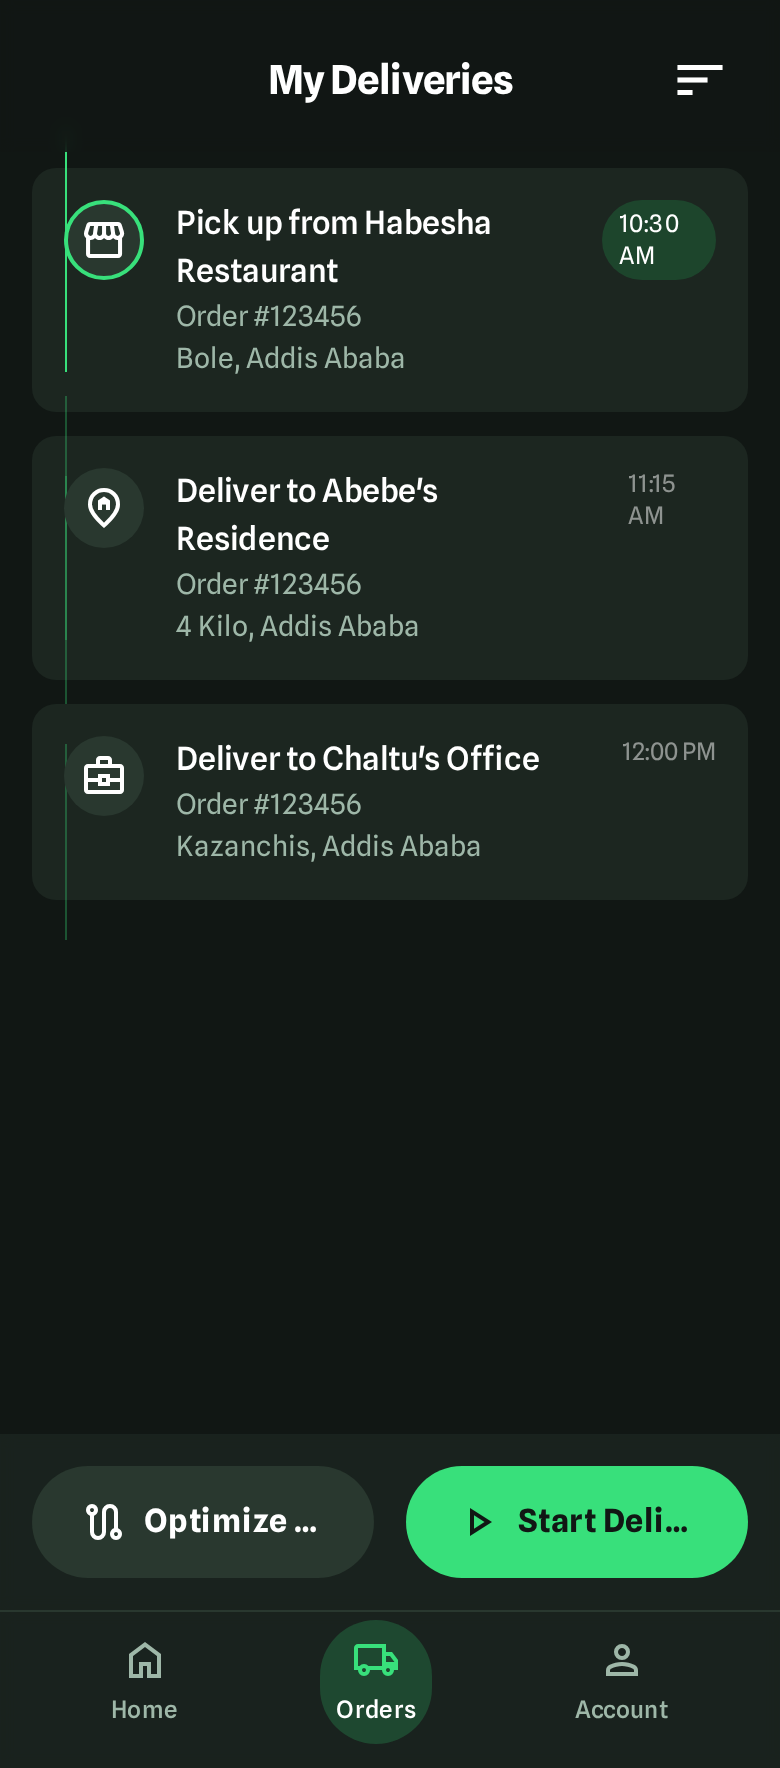 My Deliveries
Pick up from Habesha
Restaurant
10:30
AM
Order #123456
Bole, Addis Ababa
Deliver to Abebe's
Residence
11:15
AM
Order #123456
4 Kilo, Addis Ababa
Deliver to Chaltu's Office
12:00 PM
Order #123456
Kazanchis, Addis Ababa
Optimize ...
Start Deli...
Home
Orders
Account